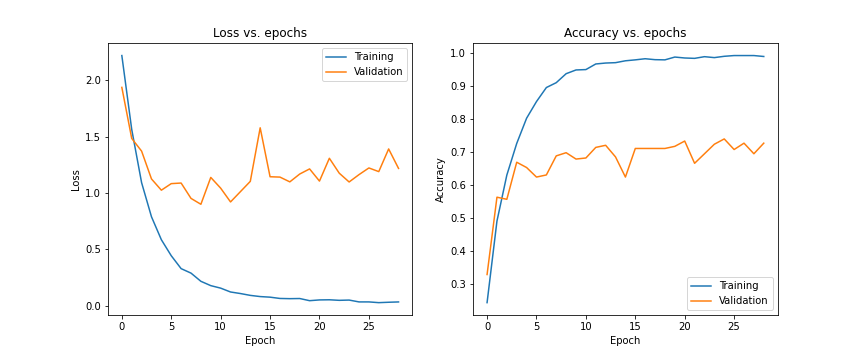 Loss vs. epochs
Training
Validation
2.0
1.5
1.0
0.5
0.0
Loss
0 5 10 15 20 25
Epoch
Accuracy vs. epochs
1.0
0.9
0.8
0.7
0.6
0.5
0.4
0.3
Accuracy
Training
Validation
0 5 10 15 20 25
Epoch